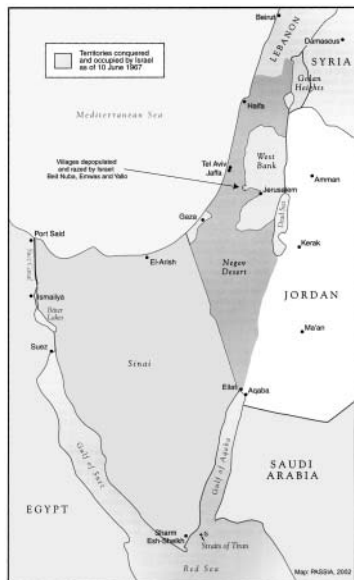 Beirut
LEBANON
Damascus
SYRIA
Territories conquered
and occupied by Israel
as of 10 June 1967
Golan
Heights
Haifa
Mediterranean Sea
West
Bank
Tel Aviv
Jaffa
Villages depopulated
and razed by Israel:
Beit Nuba, Emwas and Yallo
Amman
Jerusalem
Dead Sea
Gaza
Port Said
Kerak
El-Arish
Negev
Desert
Suez Canal
JORDAN
Ismailya
Bitter
Lakes
Ma'an
Suez
Sinai
Eilat
Aqaba
Gulf of Suez
Gulf of Aqaba
SAUDI
ARABIA
EGYPT
Sharm
Esh-Sheikh
Straits of Tiran
Red Sea
Map: PASSIA, 2002